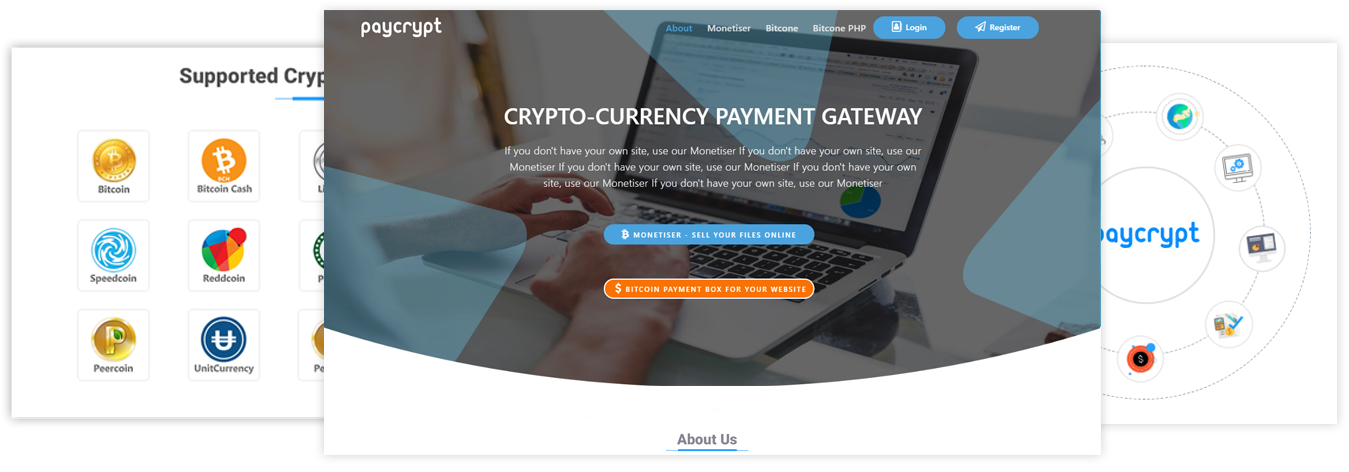 paycrypt
About Monetiser Bitcone Bitcone PHP Login Register
CRYPTO-CURRENCY PAYMENT GATEWAY
If you don't have your own site, use our Monetiser If you don't have your own site, use our
Monetiser If you don't have your own site, use our Monetiser If you don't have your own
site, use our Monetiser If you don't have your own site, use our Monetiser
MONETISER - SELL YOUR FILES ONLINE
$ BITCOIN PAYMENT BOX FOR YOUR WEBSITE
About Us
Supported Cryp
Bitcoin
BCH
Bitcoin Cash
Speedcoin
Reddcoin
Peercoin
UnitCurrency
paycrypt
$